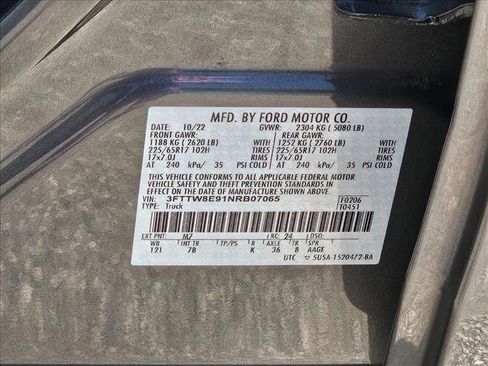 MFD. BY FORD MOTOR CO.
DATE: 10/22 GVWR: 2304 KG ( 5080 LB)
FRONT GAWR: REAR GAWR:
1188 KG ( 2620 LB) WITH 1252 KG ( 2760 LB) WITH
225/65R17 102H TIRES 225/65R17 102H TIRES
17x7.0J RIMS 17x7.0J RIMS
AT 240 kPa/ 35 PSI COLD AT 240 kPa/ 35 PSI COLD
THIS VEHICLE CONFORMS TO ALL APPLICABLE FEDERAL MOTOR
VEHICLE SAFETY AND THEFT PREVENTION STANDARDS IN
EFFECT ON THE DATE OF MANUFACTURE SHOWN ABOVE.
VIN: 3FTTW8E91NRB07065 F0206
TYPE: Truck T0451
EXT PNT: M7 RC: 24 DSO:
WB INT TR TP/PS R AXLE TR SPR
121 7B K 36 8 AAGE
UTC 5U5A-1520472-BA